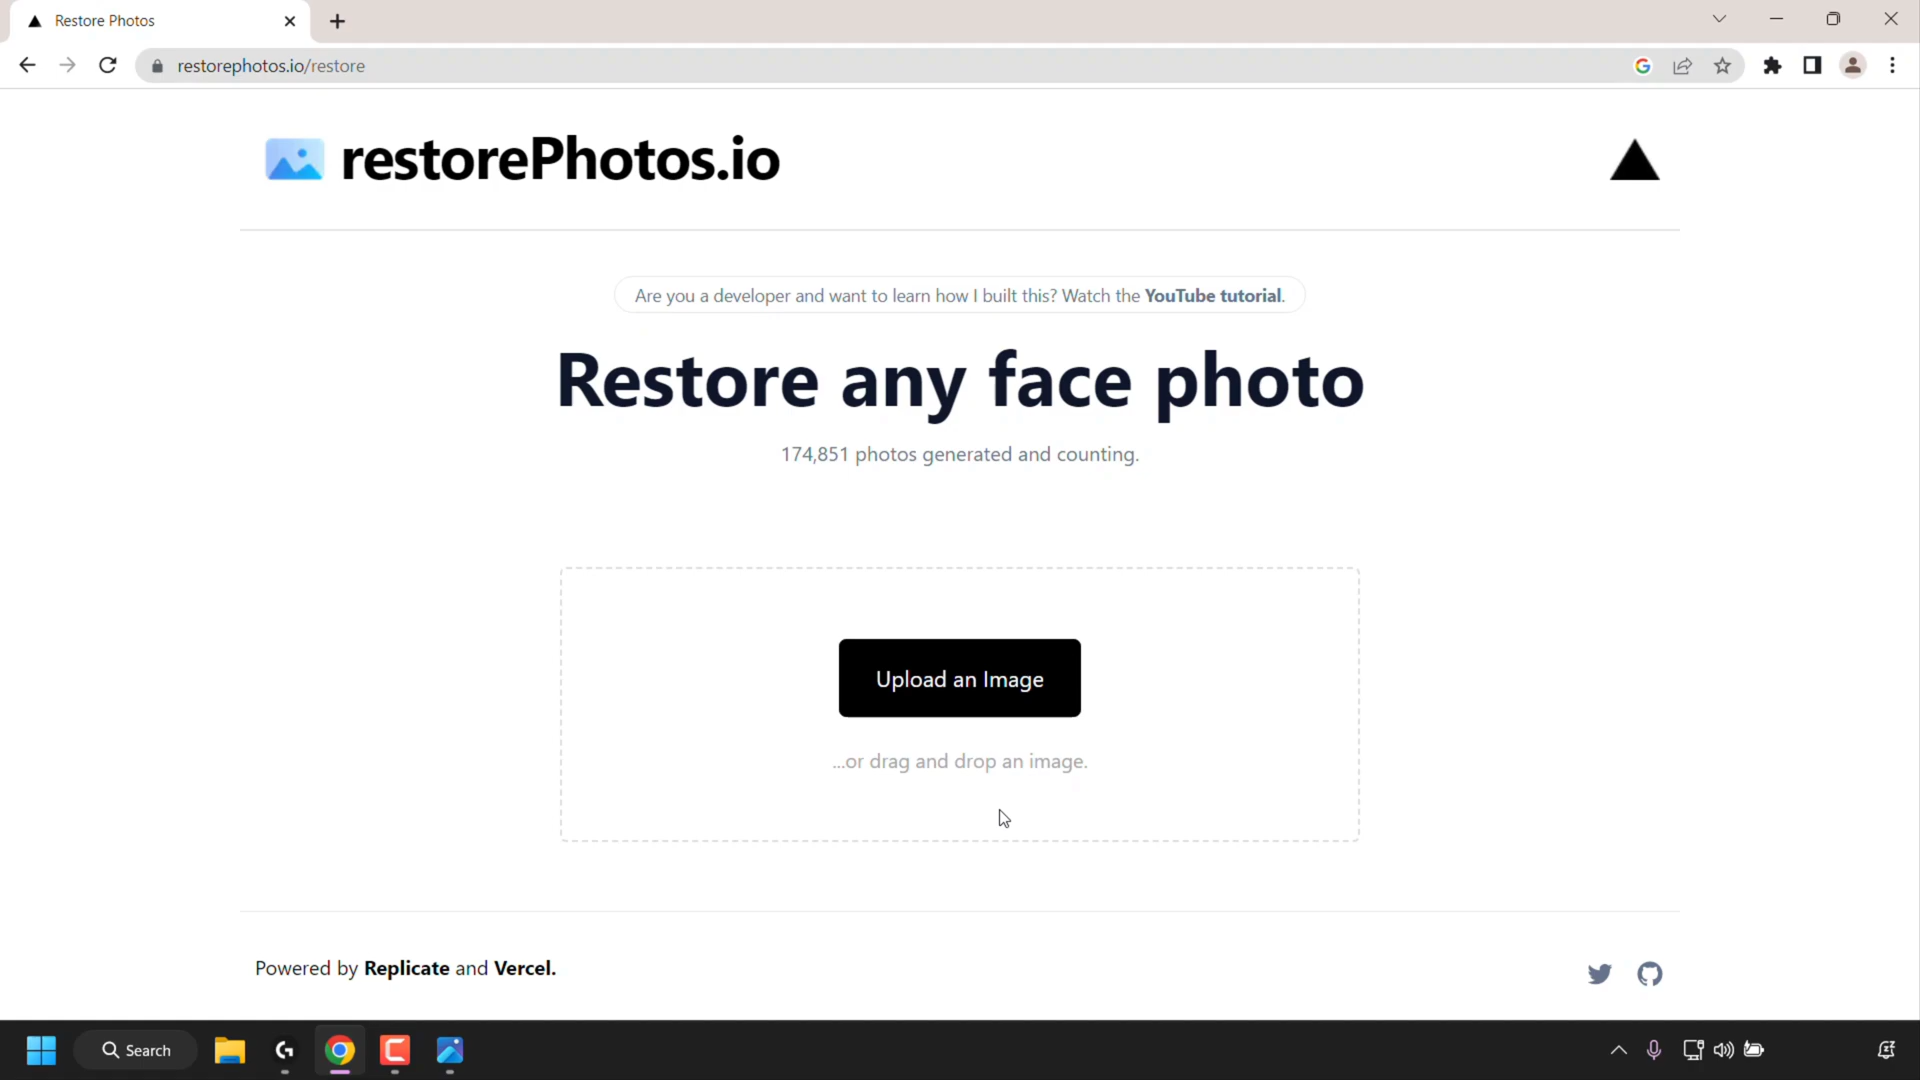 Restore Photos
restorephotos.io/restore
restorePhotos.io
Are you a developer and want to learn how I built this? Watch the YouTube tutorial.
Restore any face photo
174,851 photos generated and counting.
Upload an Image
...or drag and drop an image.
Powered by Replicate and Vercel.
Search